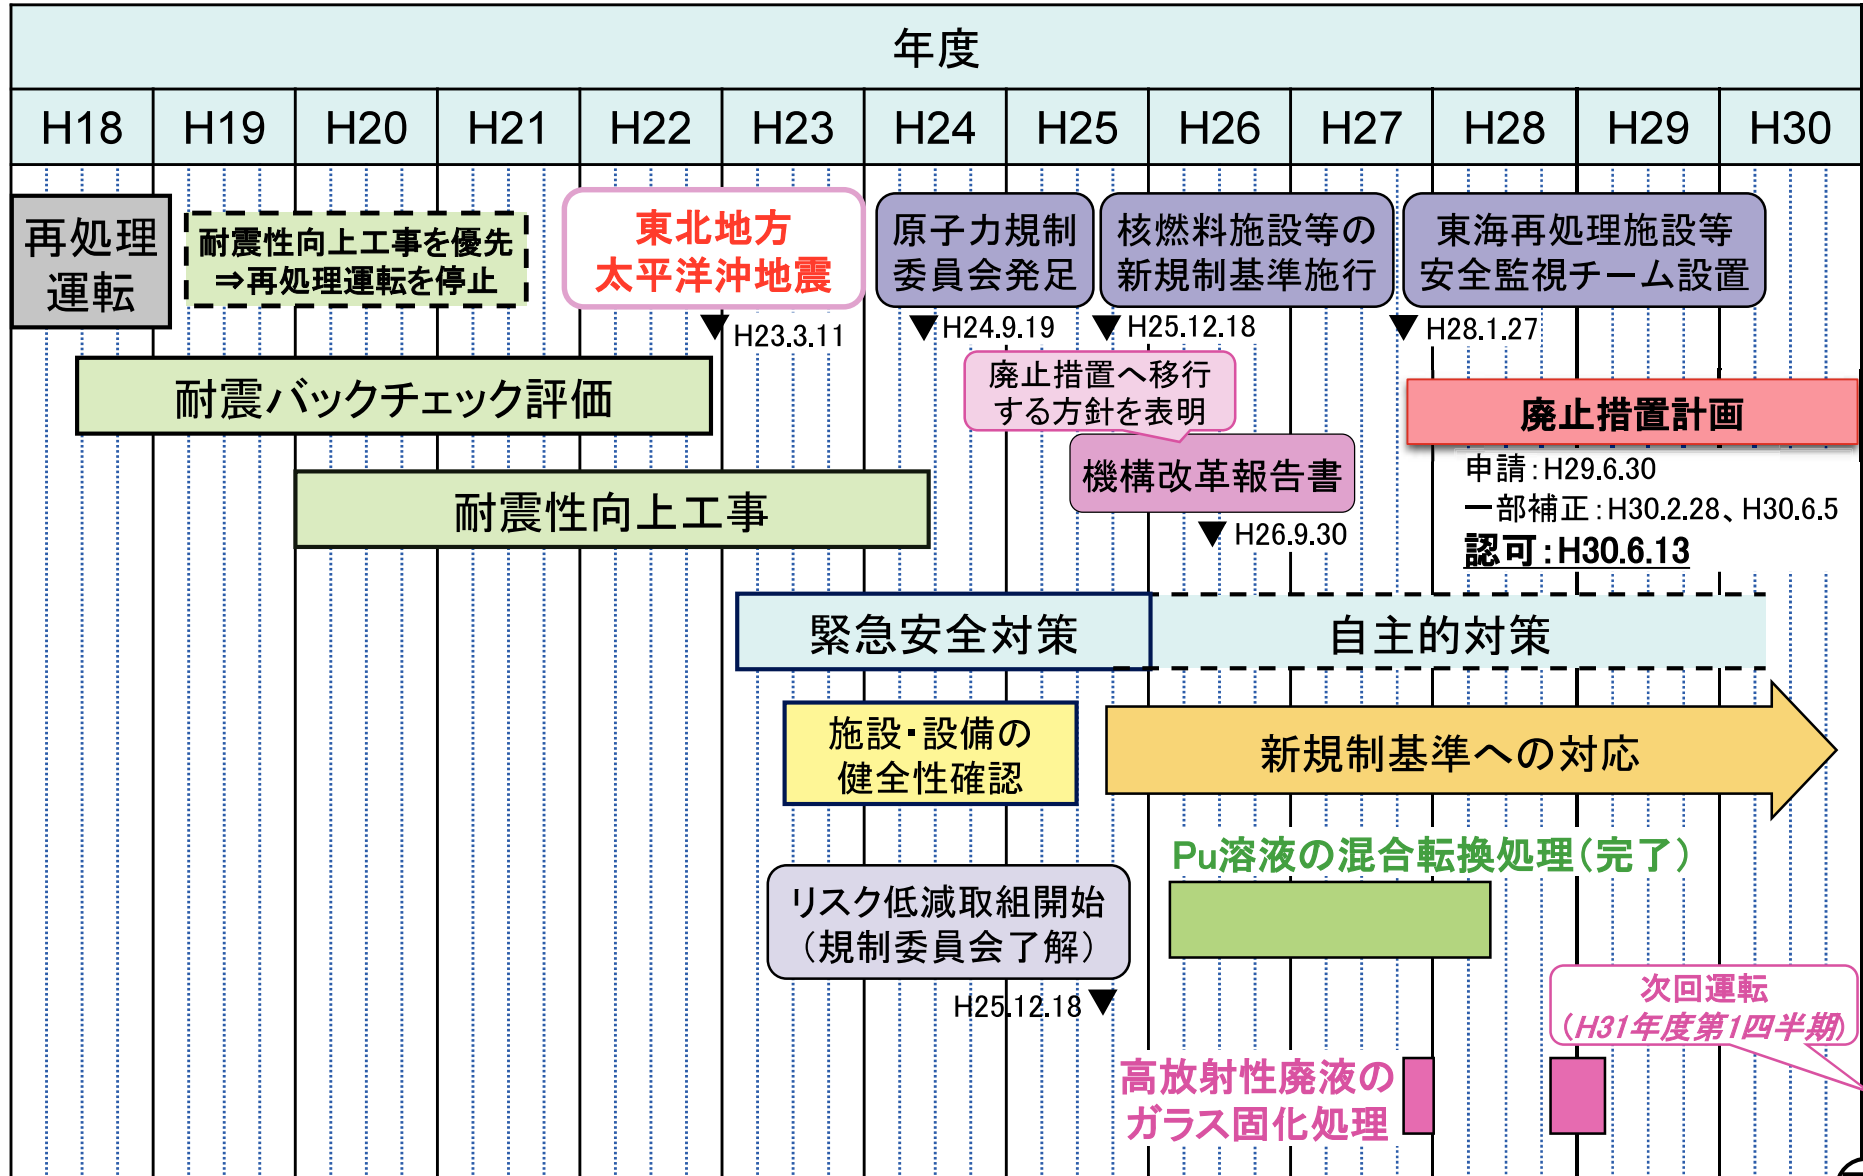 年度
H18 H19 H20 H21 H22 H23 H24 H25 H26 H27 H28 H29 H30
再処理
運転
耐震性向上工事を優先
⇒再処理運転を停止
東北地方
太平洋沖地震
H23.3.11
原子力規制
委員会発足
H24.9.19
核燃料施設等の
新規制基準施行
H25.12.18
東海再処理施設等
安全監視チーム設置
H28.1.27
耐震バックチェック評価
廃止措置へ移行
する方針を表明
機構改革報告書
H26.9.30
廃止措置計画
申請:H29.6.30
一部補正:H30.2.28、H30.6.5
認可:H30.6.13
耐震性向上工事
緊急安全対策
自主的対策
施設・設備の
健全性確認
新規制基準への対応
Pu溶液の混合転換処理(完了)
リスク低減取組開始
(規制委員会了解)
H25.12.18
次回運転
(H31年度第1四半期)
高放射性廃液の
ガラス固化処理